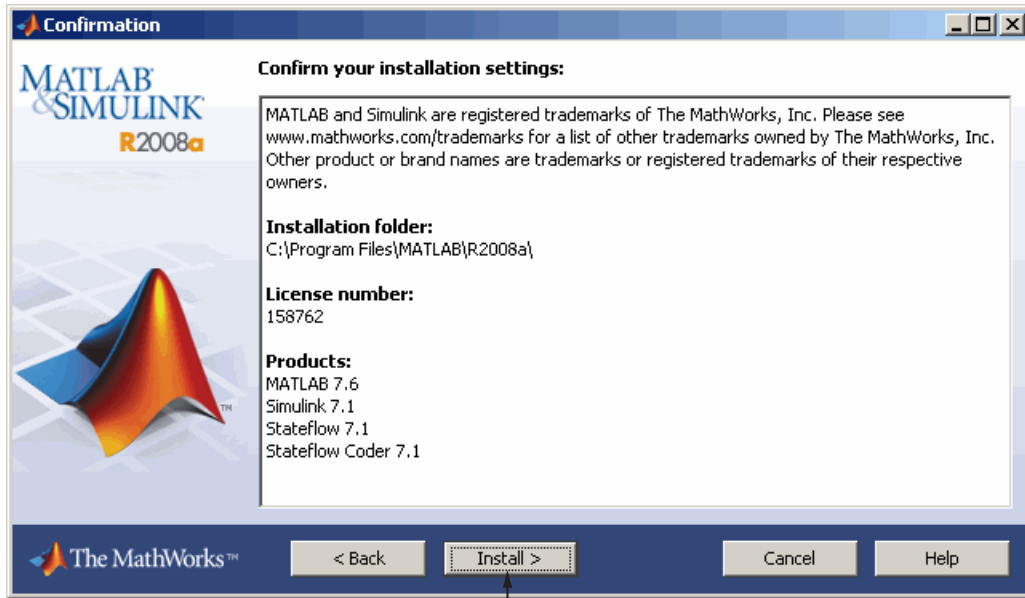 Confirmation
MATLAB®
&SIMULINK®
R2008a
Confirm your installation settings:
MATLAB and Simulink are registered trademarks of The MathWorks, Inc. Please see
www.mathworks.com/trademarks for a list of other trademarks owned by The MathWorks, Inc.
Other product or brand names are trademarks or registered trademarks of their respective
owners.
Installation folder:
C:\Program Files\MATLAB\R2008a\
License number:
158762
Products:
MATLAB 7.6
Simulink 7.1
Stateflow 7.1
Stateflow Coder 7.1
TM
The MathWorks™
< Back
Install >
Cancel
Help